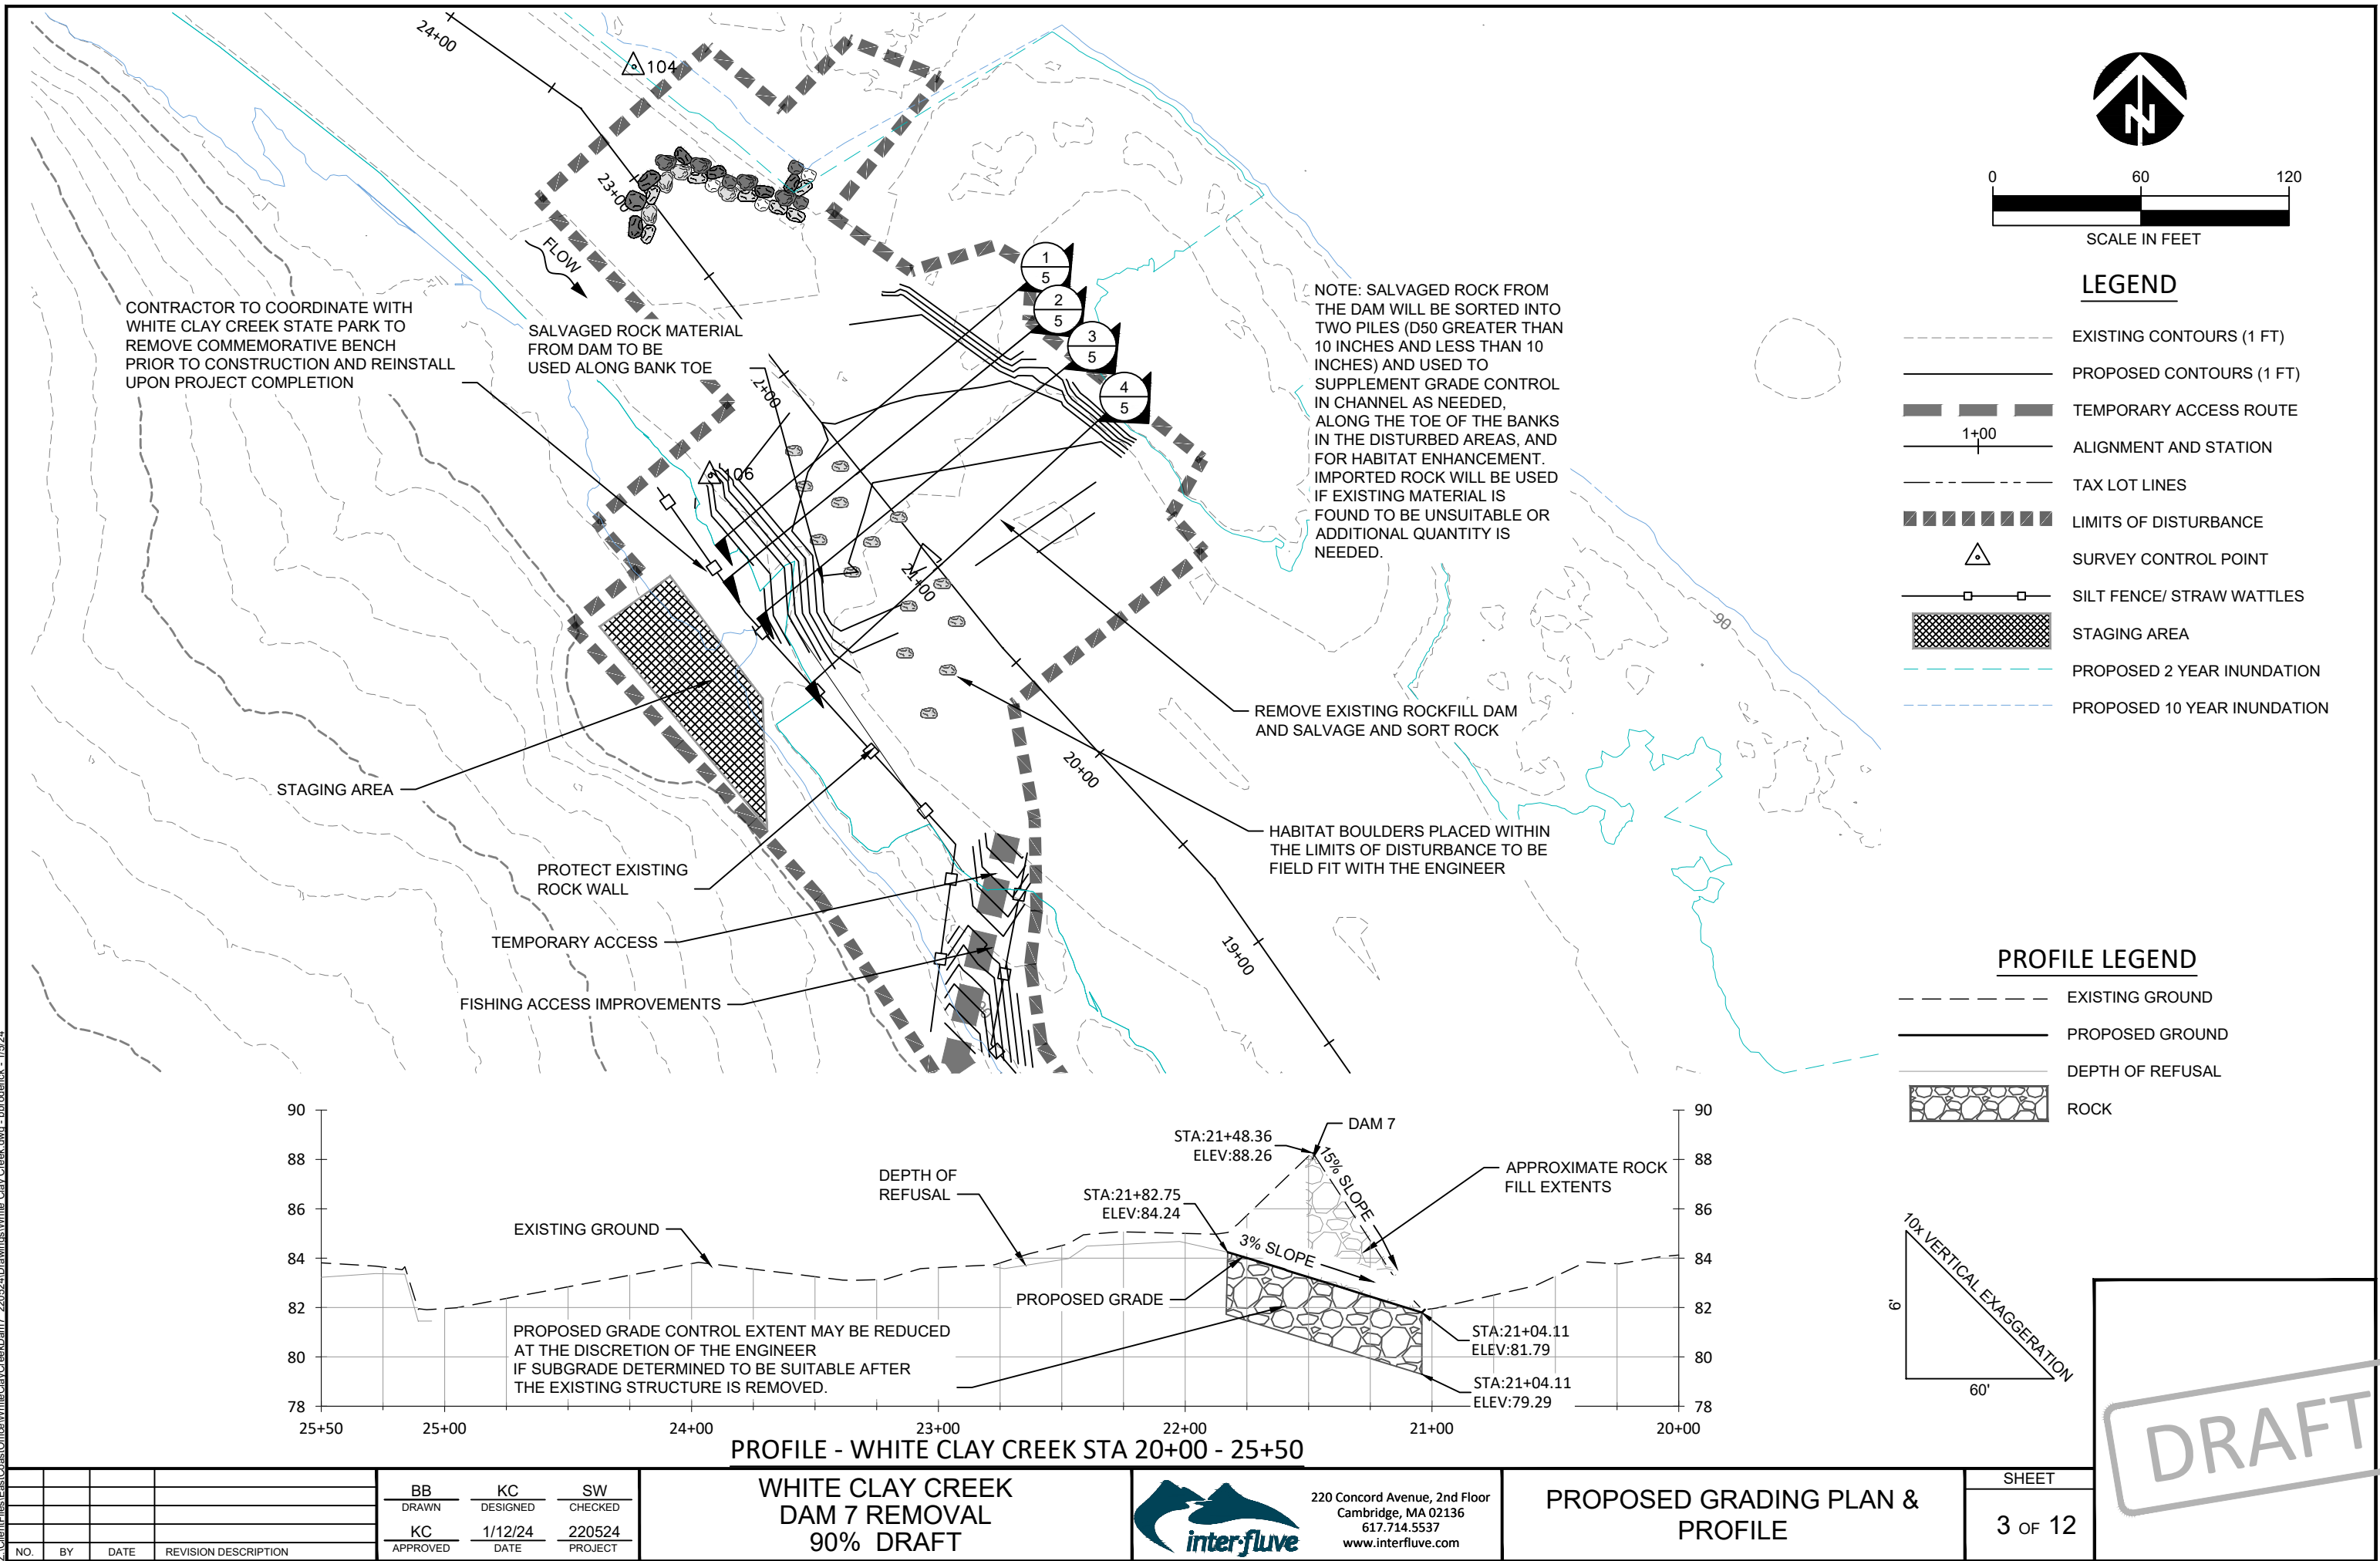 24+00
104
23+00
FLOW
CONTRACTOR TO COORDINATE WITH
WHITE CLAY CREEK STATE PARK TO
REMOVE COMMEMORATIVE BENCH
PRIOR TO CONSTRUCTION AND REINSTALL
UPON PROJECT COMPLETION
SALVAGED ROCK MATERIAL
FROM DAM TO BE
USED ALONG BANK TOE
106
1
5
2
5
3
5
4
5
NOTE: SALVAGED ROCK FROM
THE DAM WILL BE SORTED INTO
TWO PILES (D50 GREATER THAN
10 INCHES AND LESS THAN 10
INCHES) AND USED TO
SUPPLEMENT GRADE CONTROL
IN CHANNEL AS NEEDED,
ALONG THE TOE OF THE BANKS
IN THE DISTURBED AREAS, AND
FOR HABITAT ENHANCEMENT.
IMPORTED ROCK WILL BE USED
IF EXISTING MATERIAL IS
FOUND TO BE UNSUITABLE OR
ADDITIONAL QUANTITY IS
NEEDED.
21+00
90
REMOVE EXISTING ROCKFILL DAM
AND SALVAGE AND SORT ROCK
20+00
STAGING AREA
HABITAT BOULDERS PLACED WITHIN
THE LIMITS OF DISTURBANCE TO BE
FIELD FIT WITH THE ENGINEER
PROTECT EXISTING
ROCK WALL
TEMPORARY ACCESS
FISHING ACCESS IMPROVEMENTS
19+00
N
0 60 120
SCALE IN FEET
LEGEND
EXISTING CONTOURS (1 FT)
PROPOSED CONTOURS (1 FT)
TEMPORARY ACCESS ROUTE
1+00
ALIGNMENT AND STATION
TAX LOT LINES
LIMITS OF DISTURBANCE
SURVEY CONTROL POINT
SILT FENCE/ STRAW WATTLES
STAGING AREA
PROPOSED 2 YEAR INUNDATION
PROPOSED 10 YEAR INUNDATION
PROFILE LEGEND
EXISTING GROUND
PROPOSED GROUND
DEPTH OF REFUSAL
ROCK
10x VERTICAL EXAGGERATION
6'
60'
90
88
86
84
82
80
78
EXISTING GROUND
DEPTH OF
REFUSAL
STA:21+48.36
ELEV:88.26
DAM 7
STA:21+82.75
ELEV:84.24
15% SLOPE
APPROXIMATE ROCK
FILL EXTENTS
3% SLOPE
PROPOSED GRADE
PROPOSED GRADE CONTROL EXTENT MAY BE REDUCED
AT THE DISCRETION OF THE ENGINEER
IF SUBGRADE DETERMINED TO BE SUITABLE AFTER
THE EXISTING STRUCTURE IS REMOVED.
STA:21+04.11
ELEV:81.79
STA:21+04.11
ELEV:79.29
90
88
86
84
82
80
78
25+50 25+00 24+00 23+00 22+00 21+00 20+00
PROFILE - WHITE CLAY CREEK STA 20+00 - 25+50
NO. BY DATE REVISION DESCRIPTION
BB KC SW
DRAWN DESIGNED CHECKED
KC 1/12/24 220524
APPROVED DATE PROJECT
WHITE CLAY CREEK
DAM 7 REMOVAL
90% DRAFT
inter-fluve
220 Concord Avenue, 2nd Floor
Cambridge, MA 02136
617.714.5537
www.interfluve.com
PROPOSED GRADING PLAN &
PROFILE
SHEET
3 OF 12
DRAFT